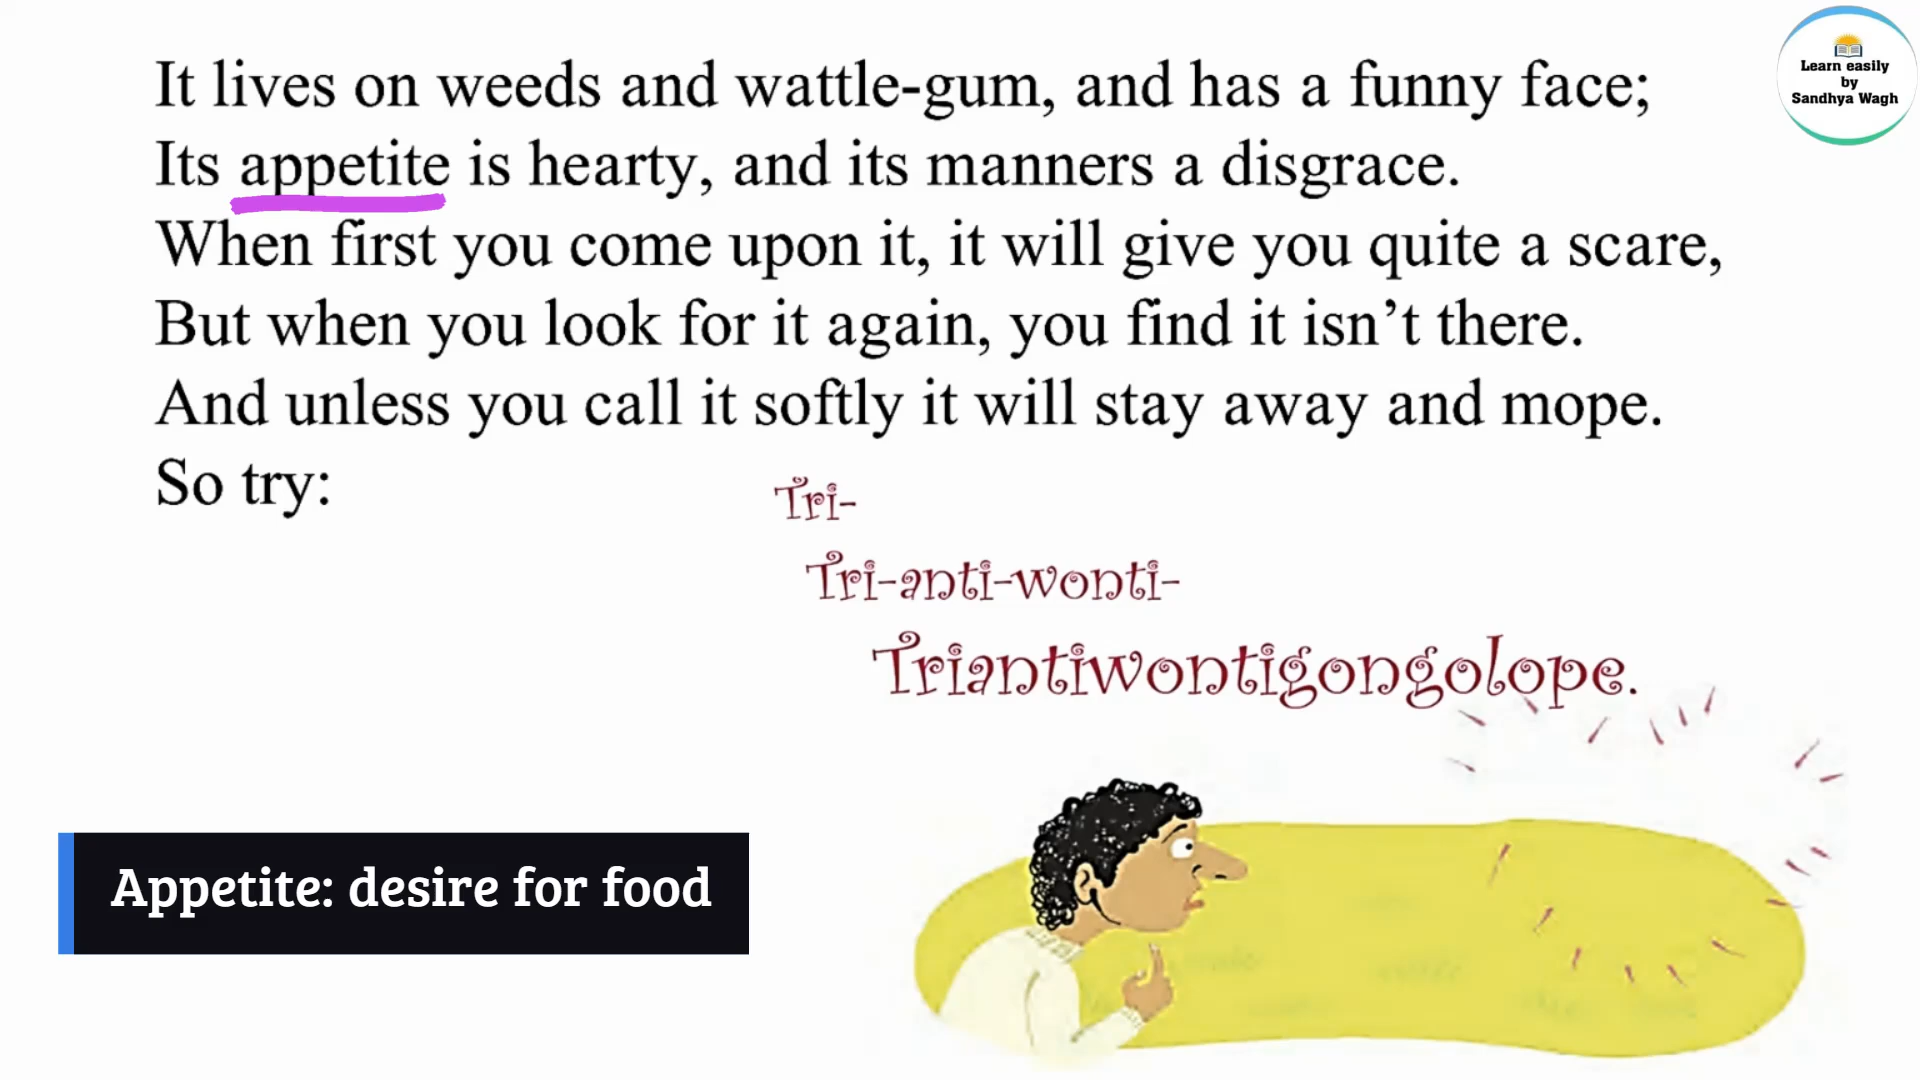 It lives on weeds and wattle-gum, and has a funny face;
Its appetite is hearty, and its manners a disgrace.
When first you come upon it, it will give you quite a scare,
But when you look for it again, you find it isn’t there.
And unless you call it softly it will stay away and mope.
So try:
Tri-
Tri-anti-wonti-
Triantiwontigongolope.
Appetite: desire for food
Learn easily
by
Sandhya Wagh